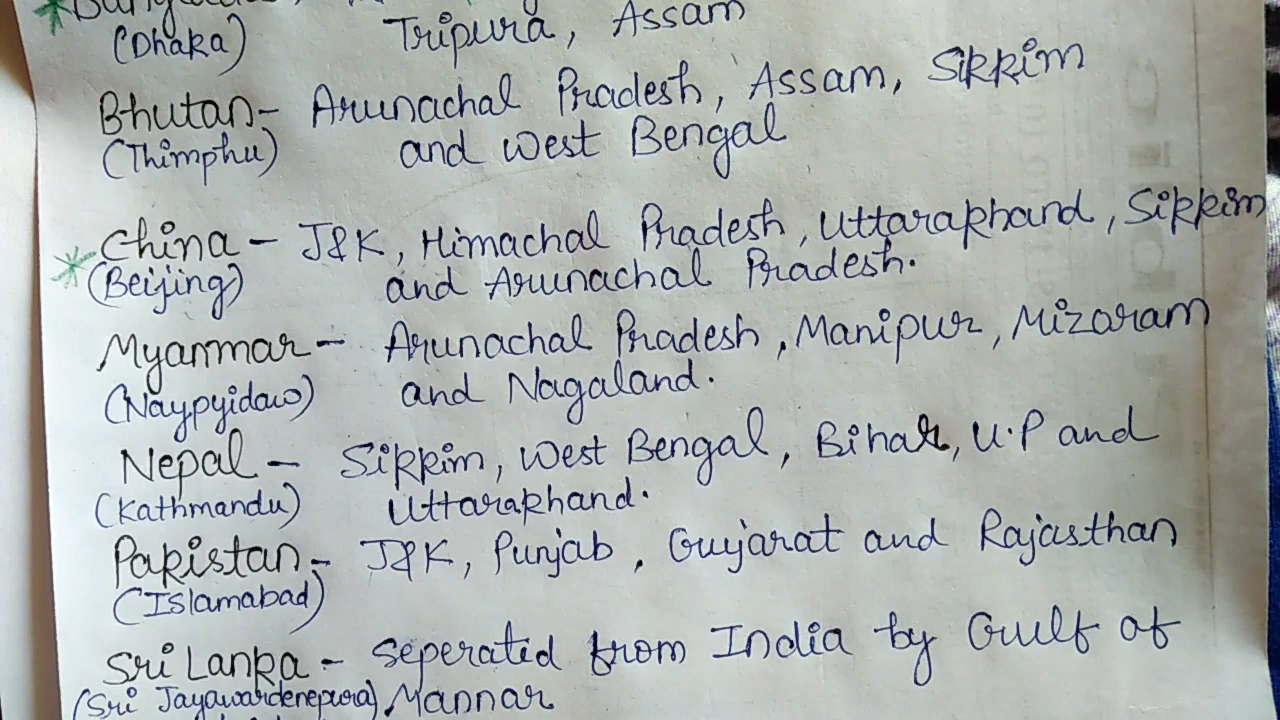 (Dhaka) Tripura, Assam
Bhutan- Arunachal Pradesh, Assam, Sikkim
(Thimphu) and West Bengal
China - J&K, Himachal Pradesh, Uttarakhand, Sikkim
(Beijing) and Arunachal Pradesh.
Myanmar - Arunachal Pradesh, Manipur, Mizoram
(Naypyidaw) and Nagaland.
Nepal - Sikkim, West Bengal, Bihar, U.P and
(Kathmandu) Uttarakhand.
Pakistan - J&K, Punjab, Gujarat and Rajasthan
(Islamabad)
Sri Lanka - seperated from India by Gulf of
(Sri Jayawardenepura) Mannar